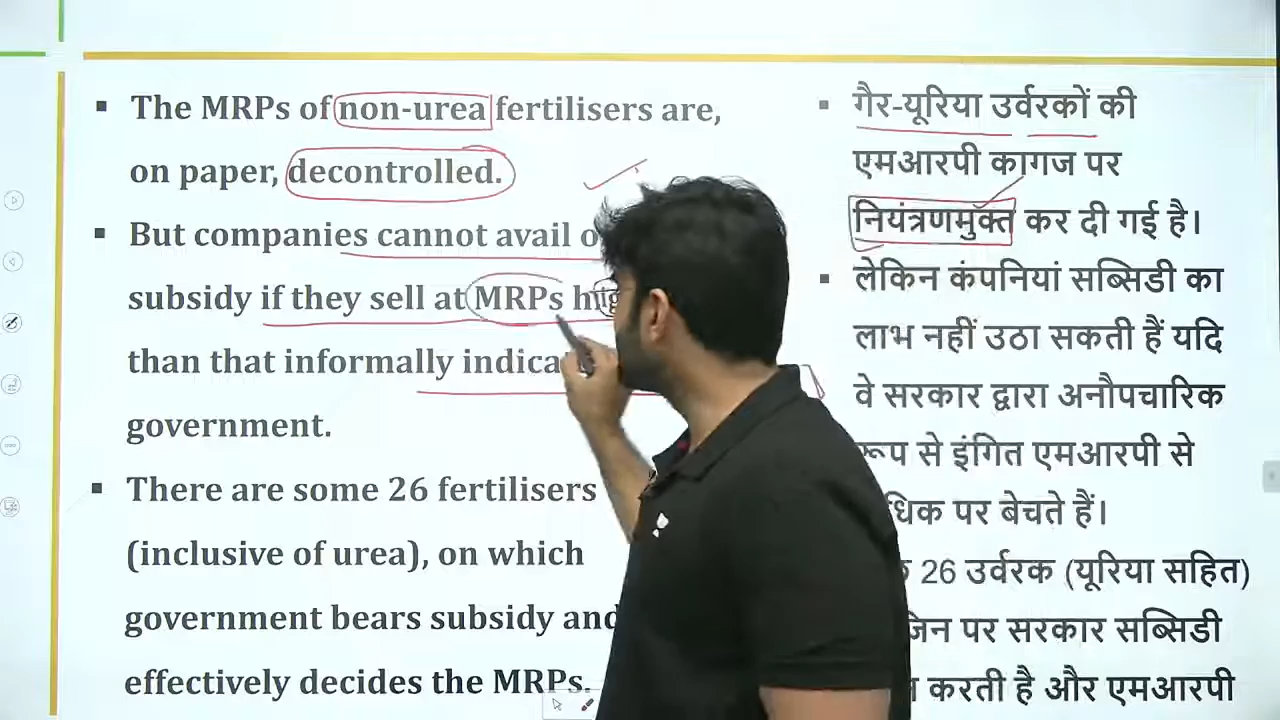 The MRPs of non-urea fertilisers are,
on paper, decontrolled.
But companies cannot avail
subsidy if they sell at MRPs
than that informally
government.
There are some 26 fertilisers
(inclusive of urea), on which
government bears subsidy and
effectively decides the MRPs.
गैर-यूरिया उर्वरकों की
एमआरपी कागज पर
नियंत्रणमुक्त कर दी गई है।
लेकिन कंपनियां सब्सिडी का
लाभ नहीं उठा सकती हैं यदि
वे सरकार द्वारा अनौपचारिक
रूप से इंगित एमआरपी से
पर बेचते हैं।
26 उर्वरक (यूरिया सहित)
जिन पर सरकार सब्सिडी
करती है और एमआरपी